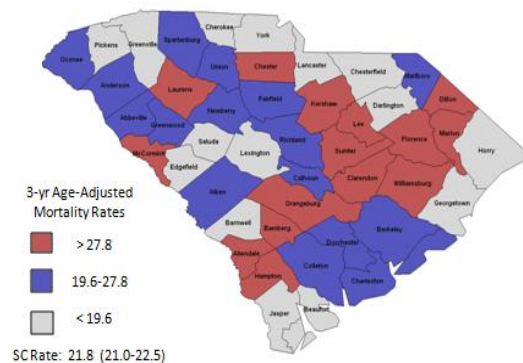 Cherokee
York
Spartenburg
Greenville
Pickens
Oconee
Union
Chester
Lancaster
Chesterfield
Marlboro
Anderson
Laurens
Dillon
Darlington
Kershaw
Fairfield
Newberry
Abbeville
Greenwood
Lee
Florence
Marion
Saluda
Richland
Lexington
Sumter
Horry
McCormick
Edgefield
Calhoun
Clarendon
Williamsburg
Aiken
Orangeburg
Georgetown
Barnwell
Bamberg
Berkeley
Dorchester
Allendale
Colleton
Hampton
Charleston
Jasper
Beaufort
3-yr Age-Adjusted
Mortality Rates
> 27.8
19.6-27.8
< 19.6
SC Rate: 21.8 (21.0-22.5)